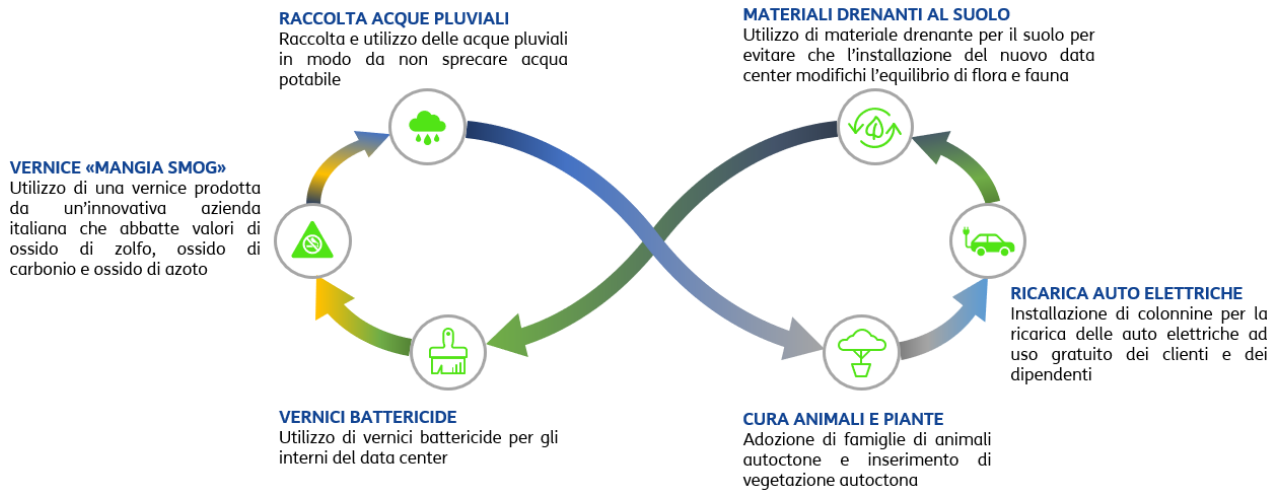 RACCOLTA ACQUE PLUVIALI
Raccolta e utilizzo delle acque pluviali
in modo da non sprecare acqua
potabile
MATERIALI DRENANTI AL SUOLO
Utilizzo di materiale drenante per il suolo per
evitare che l’installazione del nuovo data
center modifichi l’equilibrio di flora e fauna
VERNICE «MANGIA SMOG»
Utilizzo di una vernice prodotta
da un’innovativa azienda
italiana che abbatte valori di
ossido di zolfo, ossido di
carbonio e ossido di azoto
RICARICA AUTO ELETTRICHE
Installazione di colonnine per la
ricarica delle auto elettriche ad
uso gratuito dei clienti e dei
dipendenti
VERNICI BATTERICIDE
Utilizzo di vernici battericide per gli
interni del data center
CURA ANIMALI E PIANTE
Adozione di famiglie di animali
autoctone e inserimento di
vegetazione autoctona